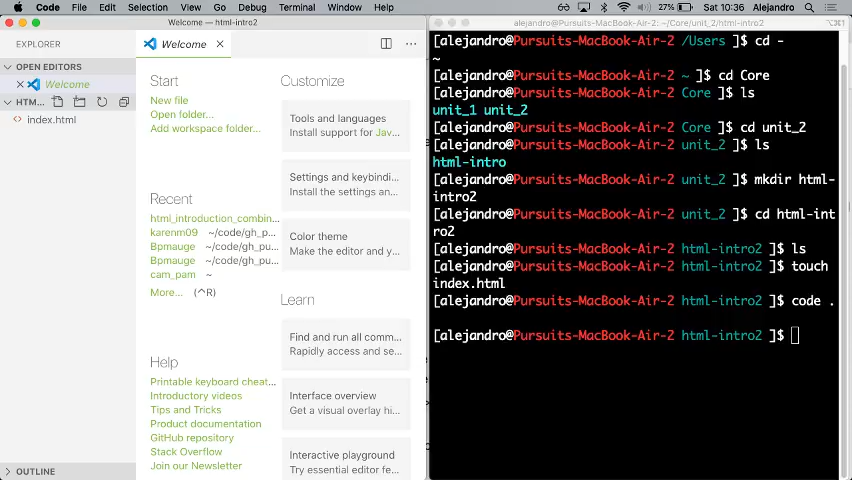 Code File Edit Selection View Go Debug Terminal Window Help 27% Sat 10:36 Alejandro
Welcome — html-intro2
EXPLORER
OPEN EDITORS
Welcome
HTM...
index.html
Welcome
Start
New file
Open folder...
Add workspace folder...
Recent
html_introduction_combin...
karenm09 ~/code/gh_p...
Bpmauge ~/code/gh_pu...
Bpmauge ~/code/gh_pu...
cam_pam ~
More... (^R)
Help
Printable keyboard cheat...
Introductory videos
Tips and Tricks
Product documentation
GitHub repository
Stack Overflow
Join our Newsletter
Customize
Tools and languages
Install support for Jav...
Settings and keybindi...
Install the settings an...
Color theme
Make the editor and y...
Learn
Find and run all comm...
Rapidly access and se...
Interface overview
Get a visual overlay hi...
Interactive playground
Try essential editor fe...
OUTLINE
alejandro@Pursuits-MacBook-Air-2: ~/Core/unit_2/html-intro2
⌥⌘1
[alejandro@Pursuits-MacBook-Air-2 /Users ]$ cd -
~
[alejandro@Pursuits-MacBook-Air-2 ~ ]$ cd Core
[alejandro@Pursuits-MacBook-Air-2 Core ]$ ls
unit_1 unit_2
[alejandro@Pursuits-MacBook-Air-2 Core ]$ cd unit_2
[alejandro@Pursuits-MacBook-Air-2 unit_2 ]$ ls
html-intro
[alejandro@Pursuits-MacBook-Air-2 unit_2 ]$ mkdir html-
intro2
[alejandro@Pursuits-MacBook-Air-2 unit_2 ]$ cd html-int
ro2
[alejandro@Pursuits-MacBook-Air-2 html-intro2 ]$ ls
[alejandro@Pursuits-MacBook-Air-2 html-intro2 ]$ touch
index.html
[alejandro@Pursuits-MacBook-Air-2 html-intro2 ]$ code .
[alejandro@Pursuits-MacBook-Air-2 html-intro2 ]$